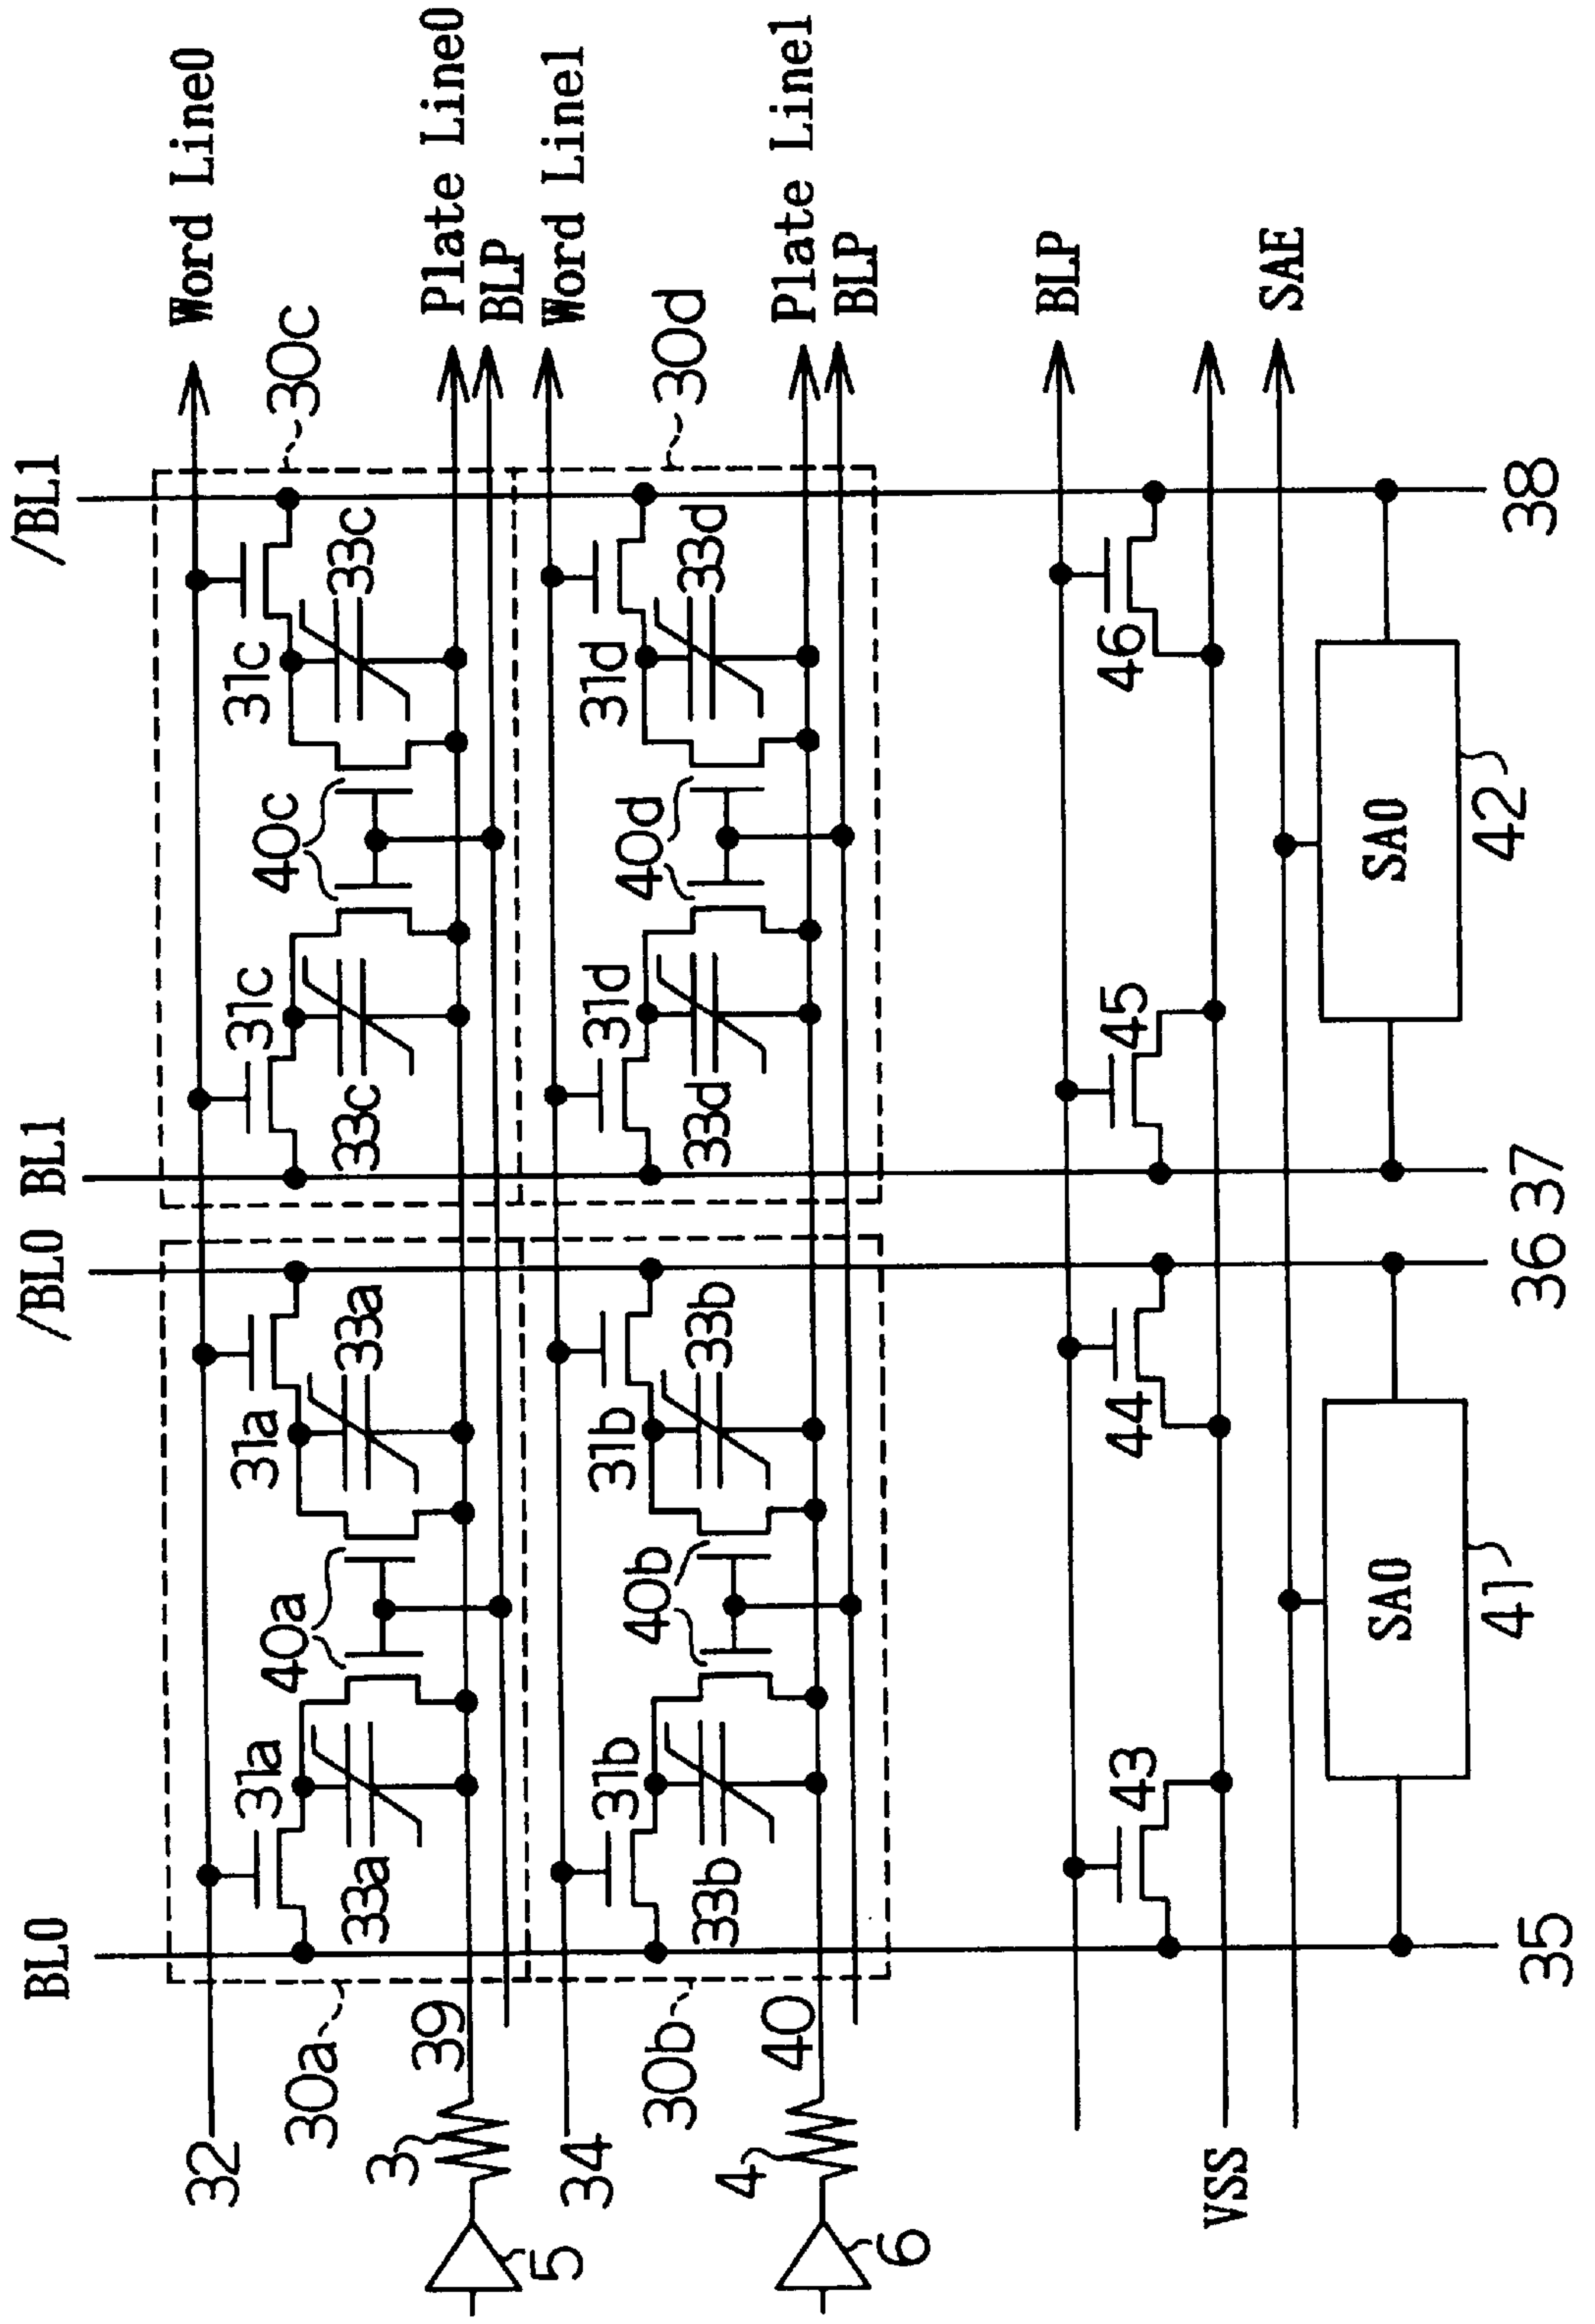 BL0
/BL0
BL1
/BL1
32
31a
31a
31c
31c
Word Line0
30a
40a
40c
30c
33a
33a
33c
33c
3
39
Plate Line0
5
BLP
34
31b
31b
31d
31d
Word Line1
30b
40b
40d
30d
33b
33b
33d
33d
4
40
Plate Line1
6
BLP
BLP
43
44
45
46
VSS
SAE
SA0
SA0
41
42
35
36
37
38